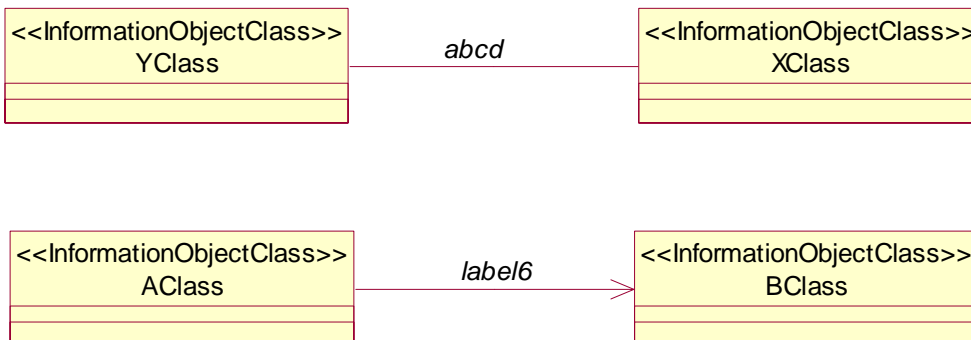 <<InformationObjectClass>>
YClass
abcd
<<InformationObjectClass>>
XClass
<<InformationObjectClass>>
AClass
label6
<<InformationObjectClass>>
BClass